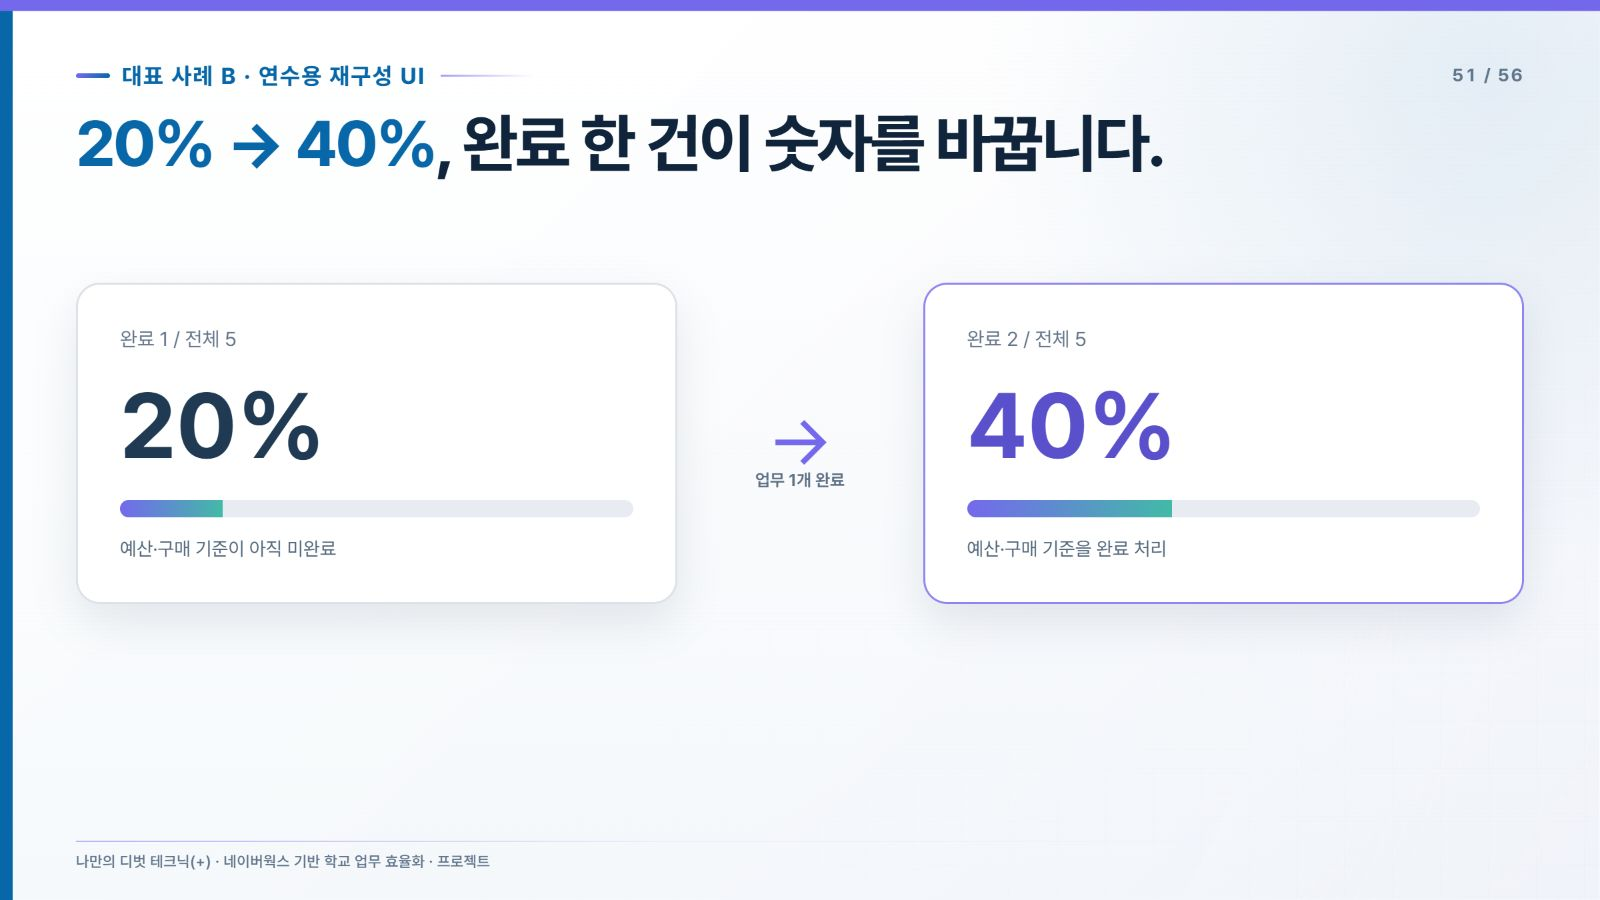 대표 사례 B · 연수용 재구성 UI
51 / 56
20% → 40%, 완료 한 건이 숫자를 바꿉니다.
완료 1 / 전체 5
20%
예산·구매 기준이 아직 미완료
→
업무 1개 완료
완료 2 / 전체 5
40%
예산·구매 기준을 완료 처리
나만의 디벗 테크닉(+) · 네이버웍스 기반 학교 업무 효율화 · 프로젝트